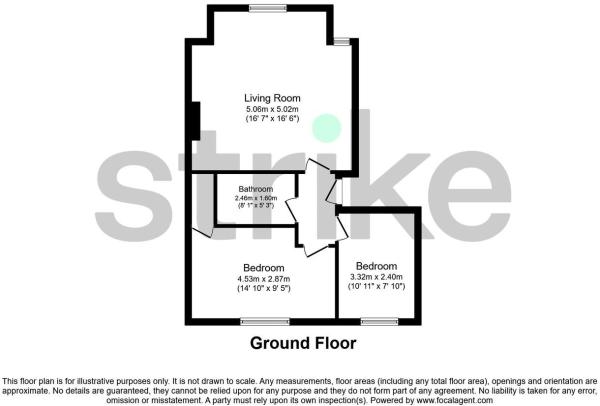 strike
Living Room
5.06m x 5.02m
(16' 7" x 16' 6")
Bathroom
2.46m x 1.60m
(8' 1" x 5' 3")
Bedroom
4.53m x 2.87m
(14' 10" x 9' 5")
Bedroom
3.32m x 2.40m
(10' 11" x 7' 10")
Ground Floor
This floor plan is for illustrative purposes only. It is not drawn to scale. Any measurements, floor areas (including any total floor area), openings and orientation are
approximate. No details are guaranteed, they cannot be relied upon for any purpose and they do not form part of any agreement. No liability is taken for any error,
omission or misstatement. A party must rely upon its own inspection(s). Powered by www.focalagent.com